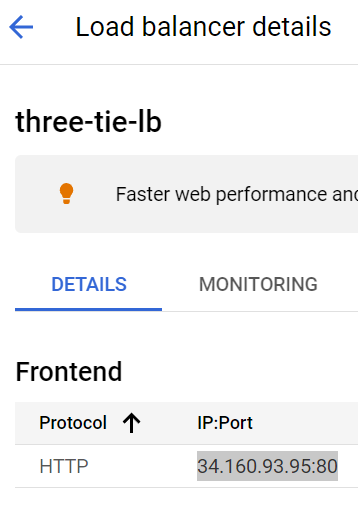 Load balancer details
three-tie-lb
Faster web performance and
DETAILS MONITORING
Frontend
Protocol IP:Port
HTTP 34.160.93.95:80